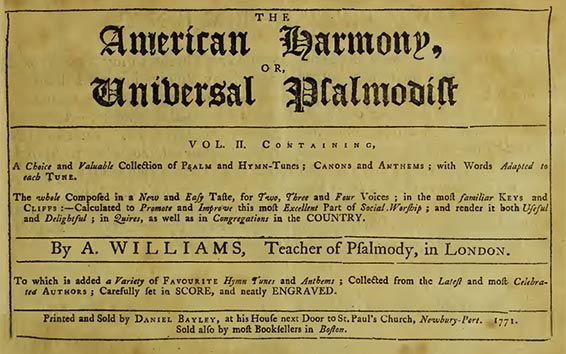 THE
American Harmony,
OR,
Univerſal Pſalmodiſt
VOL. II. CONTAINING,
A Choice and Valuable Collection of PSALM and HYMN-Tunes; CANONS and ANTHEMS; with Words Adapted to
each TUNE.
The whole Compoſed in a New and Eaſy Taſte, for Two, Three and Four Voices; in the moſt familiar KEYS and
CLIFFS:—Calculated to Promote and Improve this moſt Excellent Part of Social Worſhip; and render it both Uſeful
and Delightful; in Quires, as well as in Congregations in the COUNTRY.
By A. WILLIAMS, Teacher of Pſalmody, in LONDON.
To which is added a Variety of FAVOURITE Hymn Tunes and Anthems; Collected from the Lateſt and moſt Celebra-
ted AUTHORS; Carefully ſet in SCORE, and neatly ENGRAVED.
Printed and Sold by DANIEL BAYLEY, at his Houſe next Door to St. Paul's Church, Newbury-Port. 1771.
Sold alſo by moſt Bookſellers in Boſton.